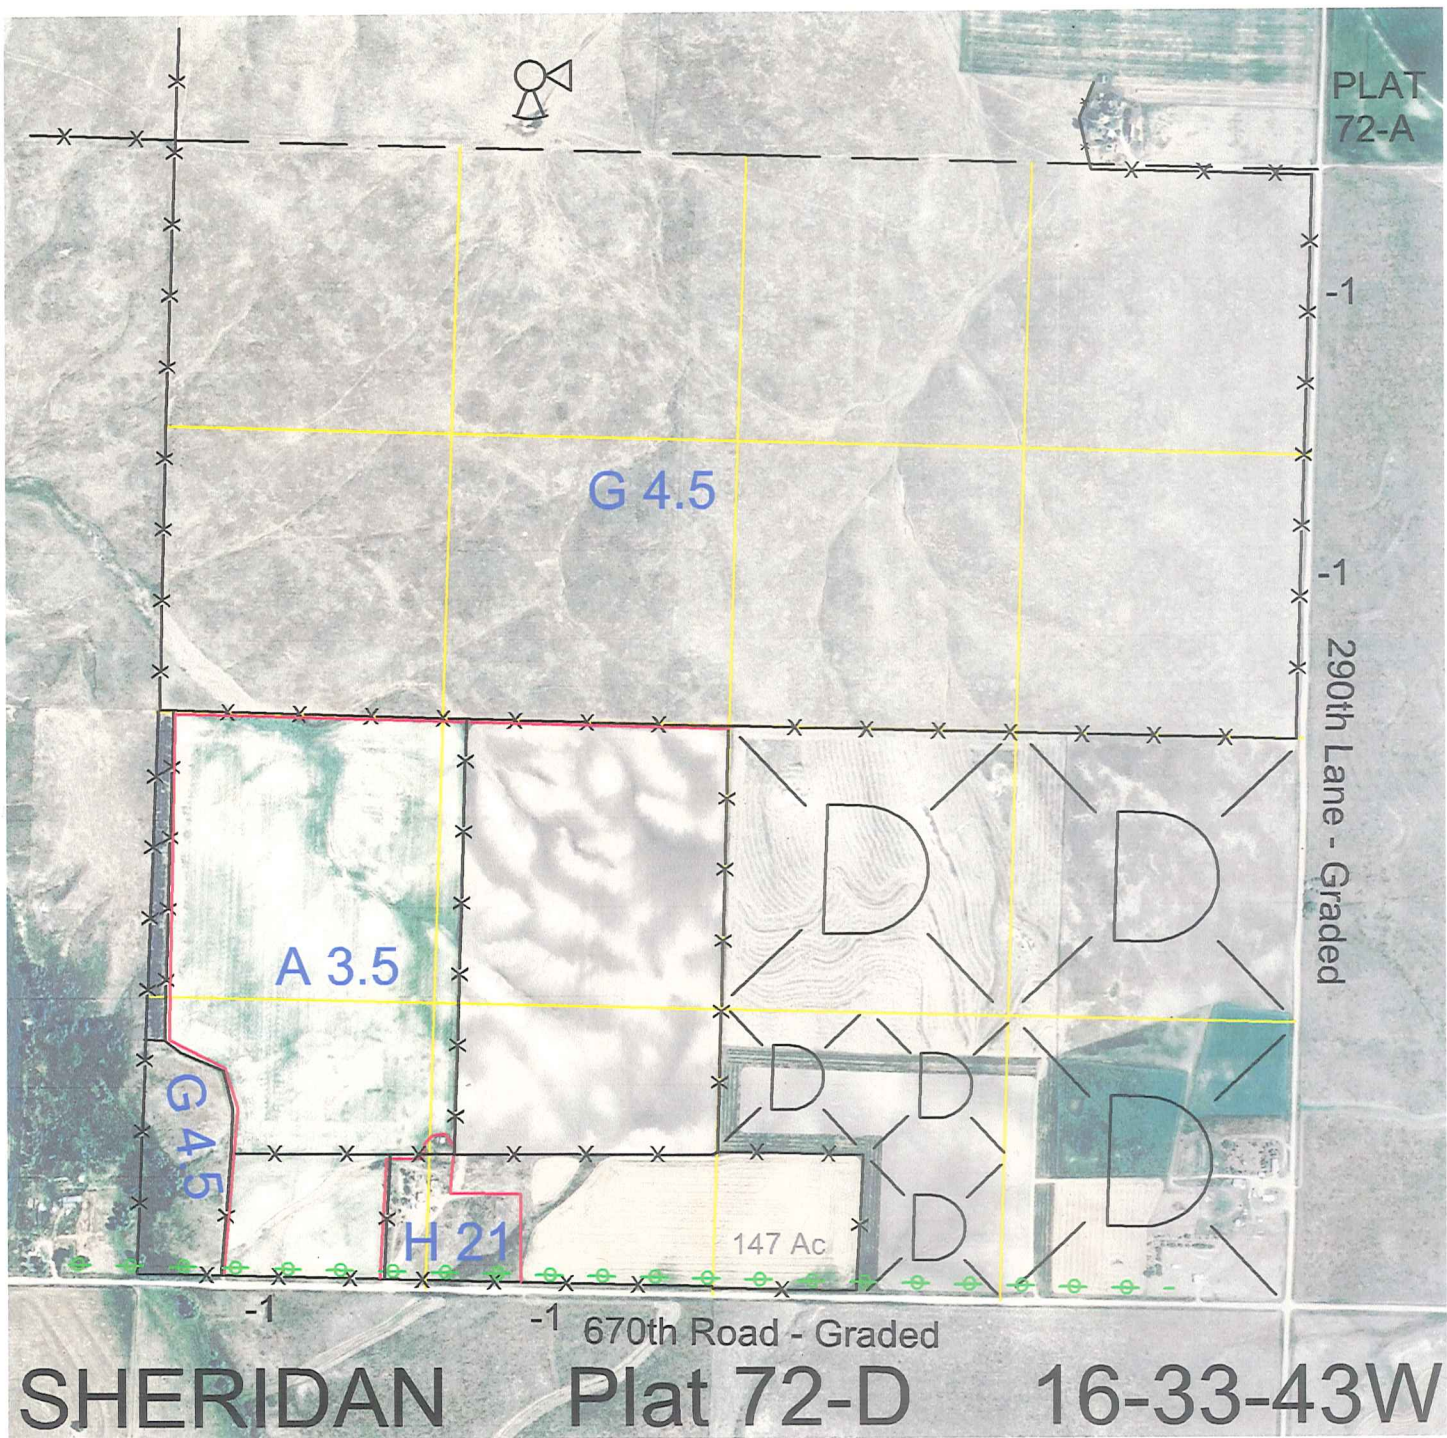 PLAT
72-A
-1
G 4.5
-1
290th Lane - Graded
D
D
A 3.5
D
D
D
G 4.5
D
H 21
147 Ac
-1
-1
670th Road - Graded
SHERIDAN Plat 72-D 16-33-43W